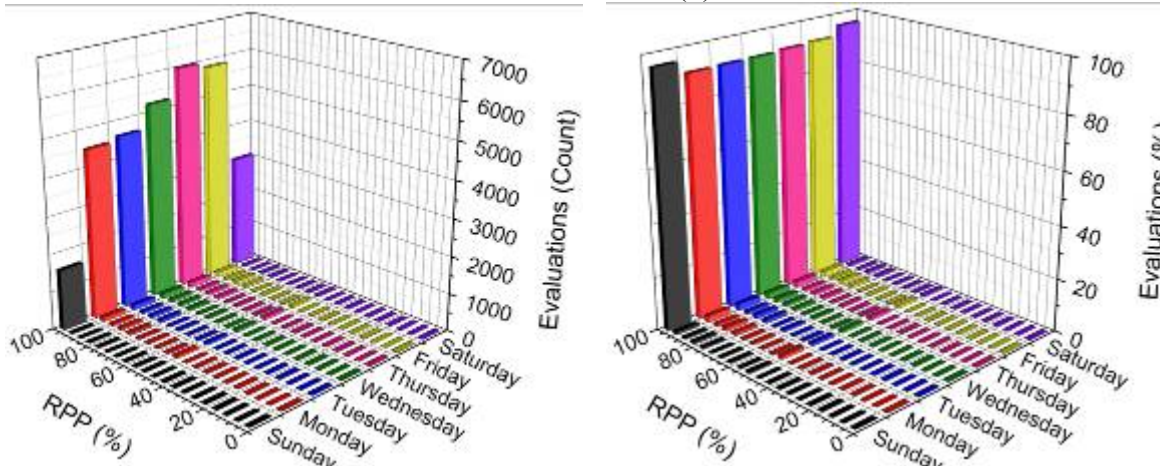 7000
6000
5000
4000
3000
2000
1000
0
Evaluations (Count)
100
80
60
40
20
0
RPP (%)
Saturday
Friday
Thursday
Wednesday
Tuesday
Monday
Sunday
100
80
60
40
20
0
Evaluations (%)
100
80
60
40
20
0
RPP (%)
Saturday
Friday
Thursday
Wednesday
Tuesday
Monday
Sunday